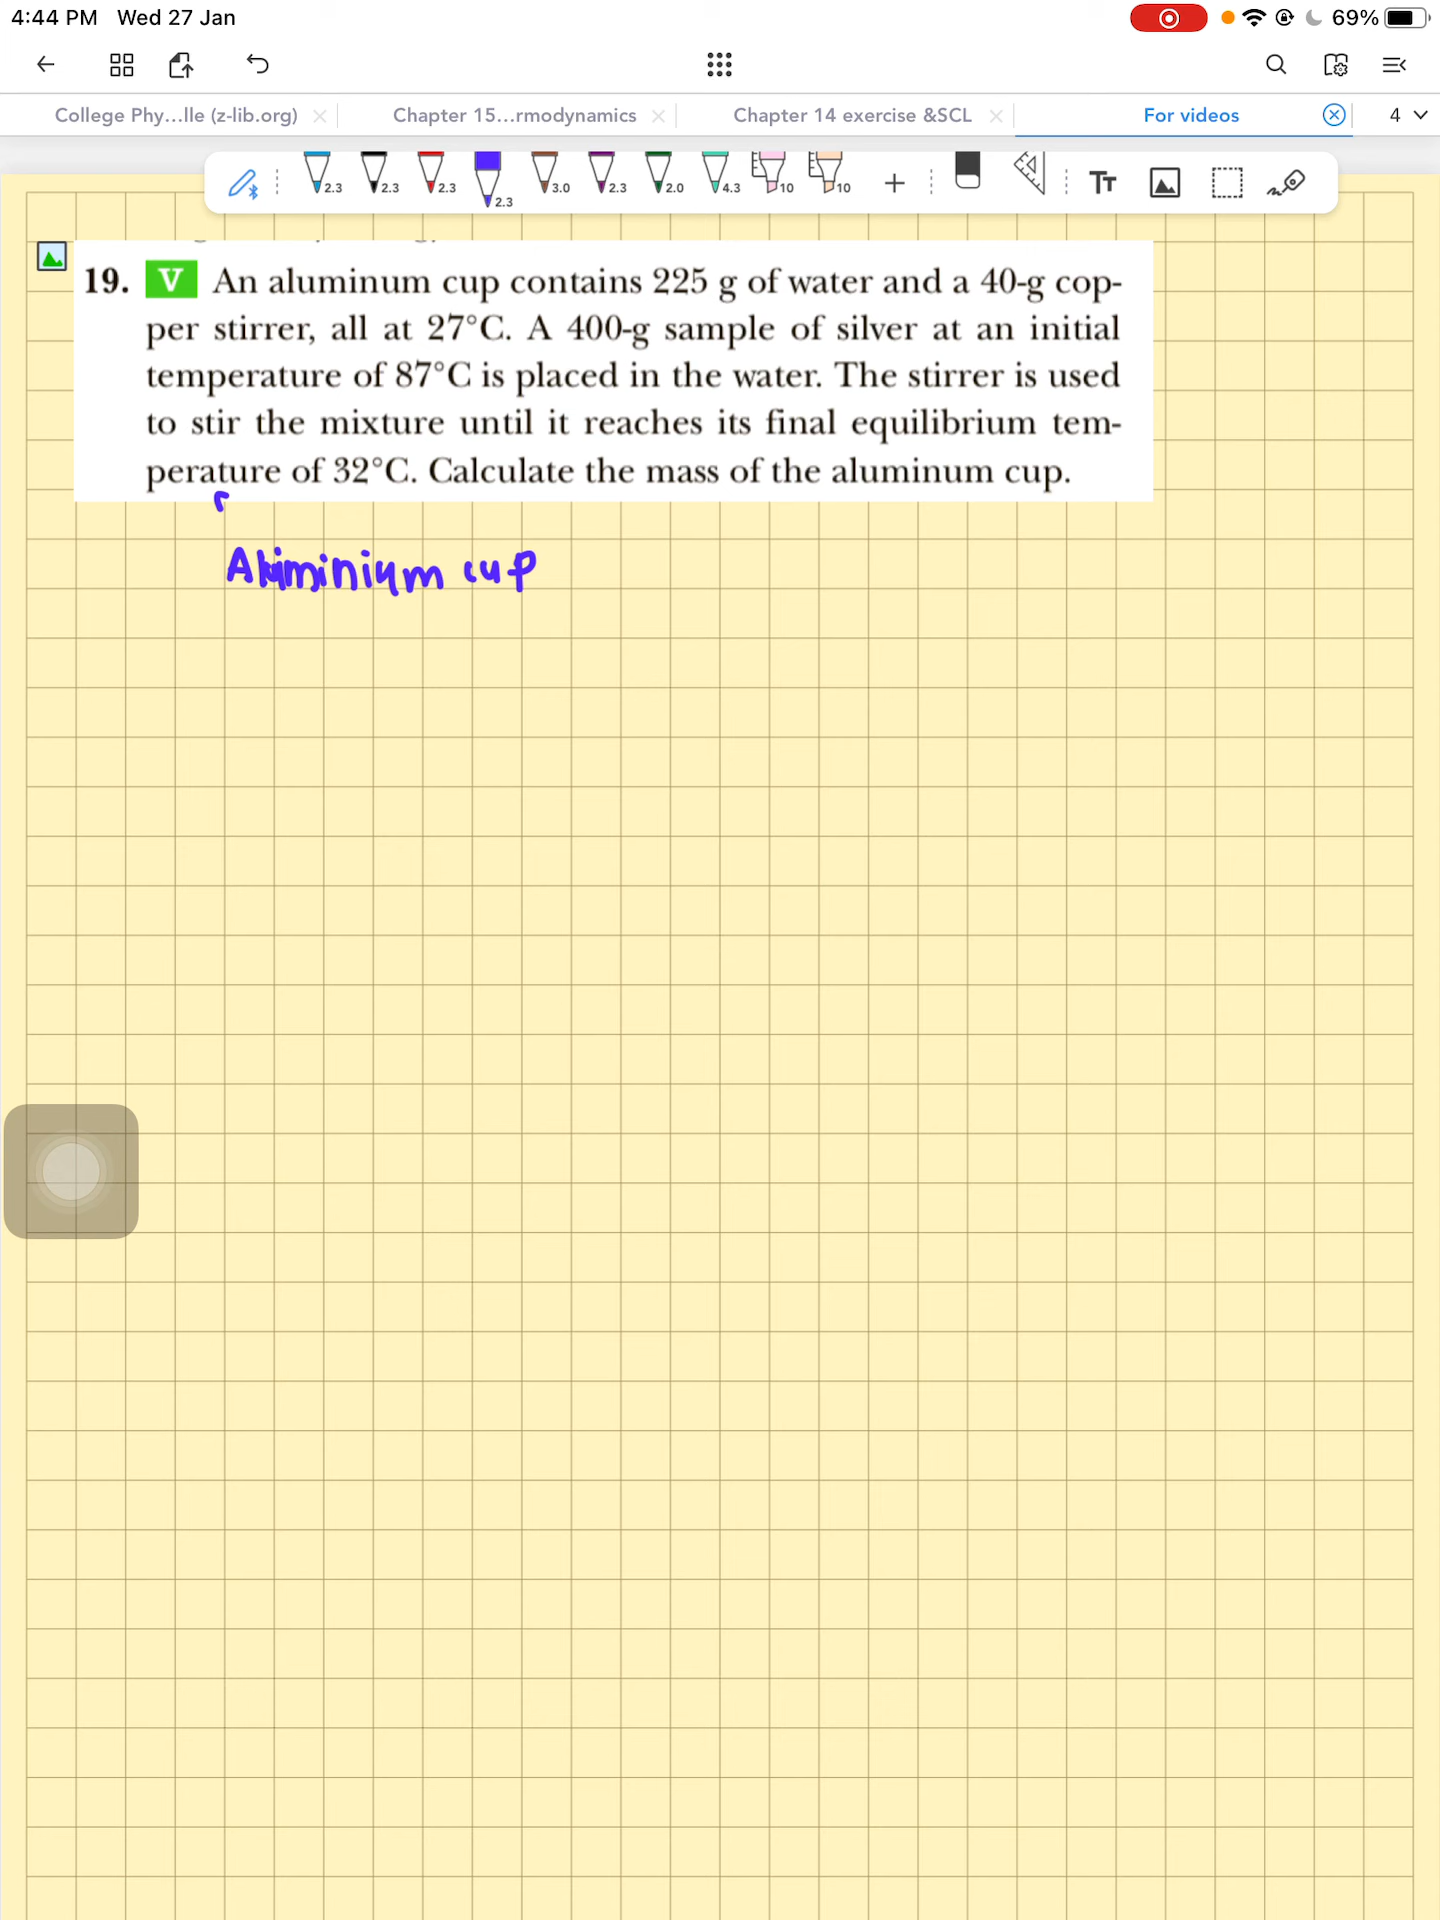 4:44 PM Wed 27 Jan
69%
College Phy...lle (z-lib.org)
Chapter 15...rmodynamics
Chapter 14 exercise &SCL
For videos
4
2.3
2.3
2.3
2.3
3.0
2.3
2.0
4.3
10
10
Tт
19. V An aluminum cup contains 225 g of water and a 40-g cop-
per stirrer, all at 27°C. A 400-g sample of silver at an initial
temperature of 87°C is placed in the water. The stirrer is used
to stir the mixture until it reaches its final equilibrium tem-
perature of 32°C. Calculate the mass of the aluminum cup.
Aluminium cup